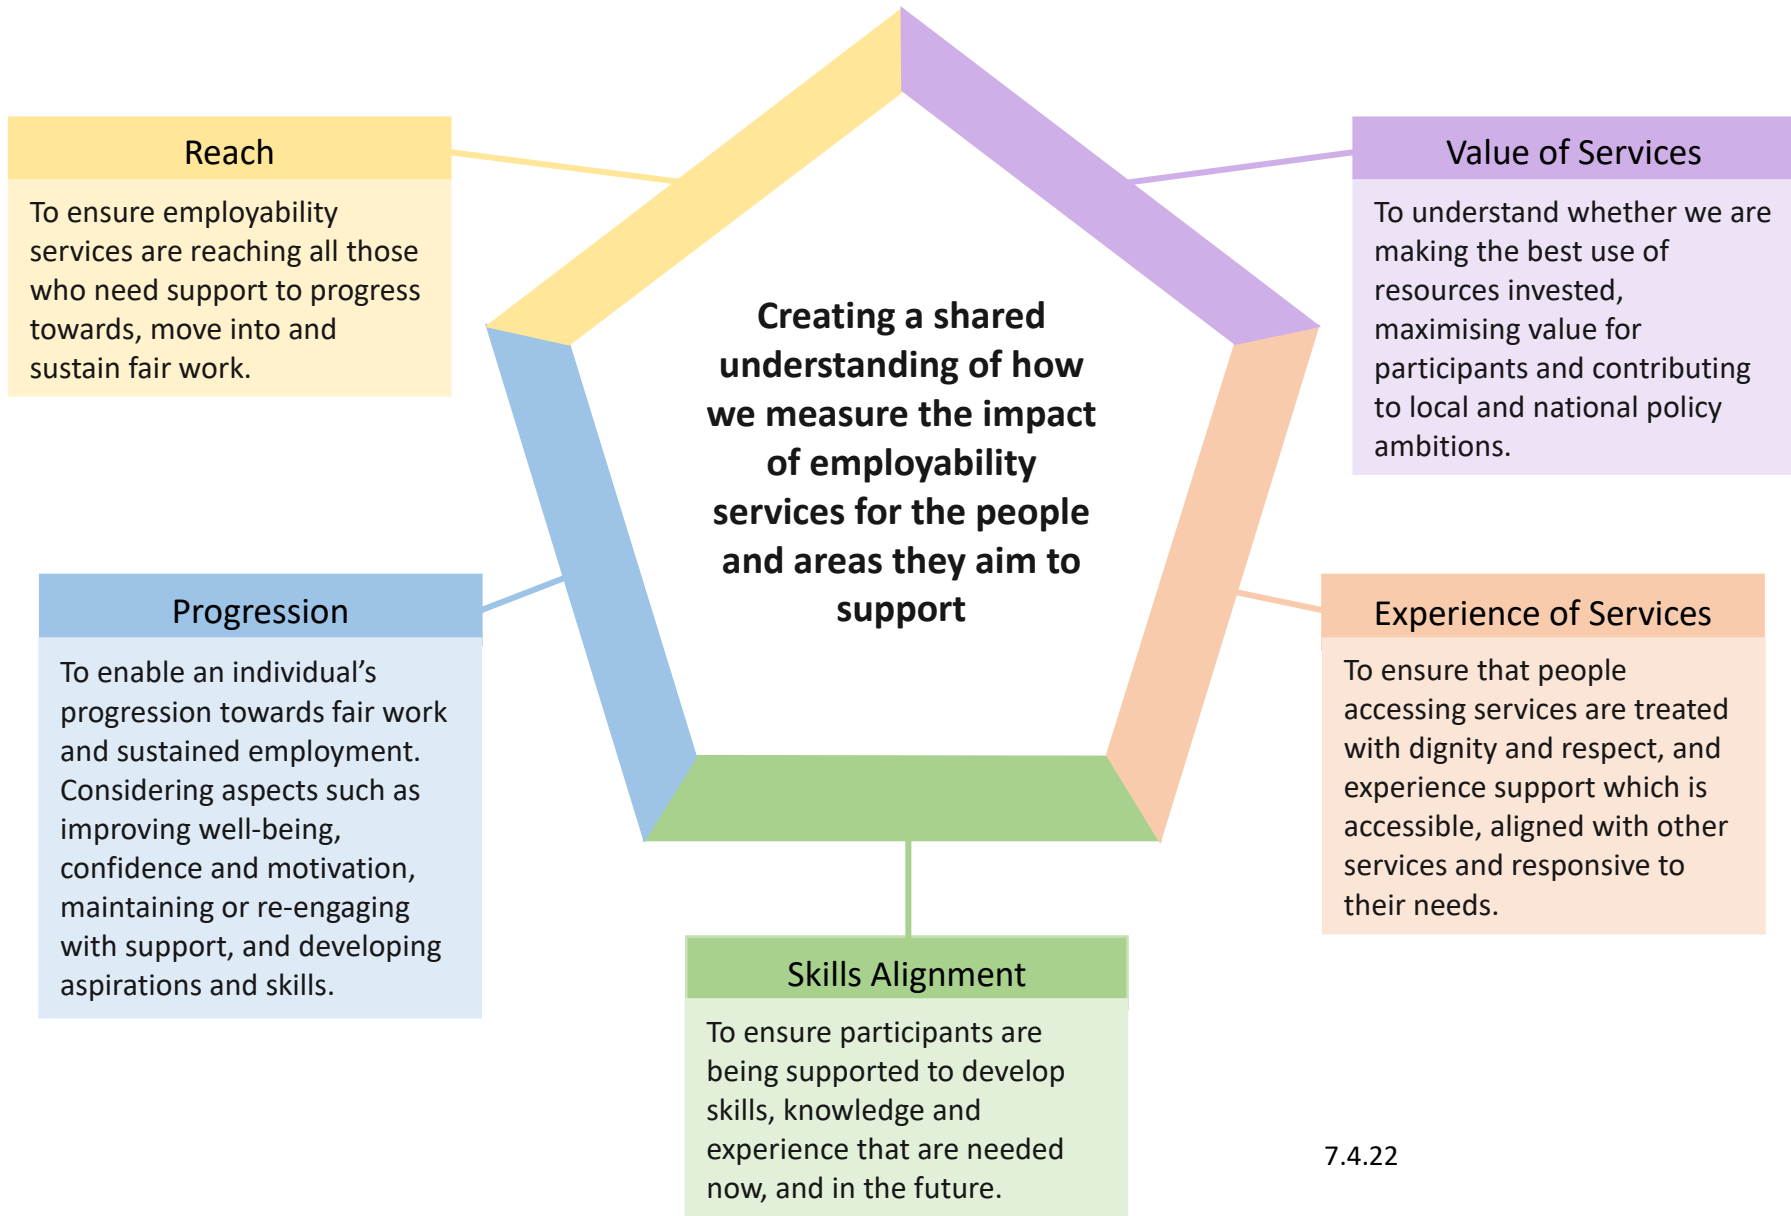 Reach
To ensure employability
services are reaching all those
who need support to progress
towards, move into and
sustain fair work.
Value of Services
To understand whether we are
making the best use of
resources invested,
maximising value for
participants and contributing
to local and national policy
ambitions.
Creating a shared
understanding of how
we measure the impact
of employability
services for the people
and areas they aim to
support
Progression
To enable an individual’s
progression towards fair work
and sustained employment.
Considering aspects such as
improving well-being,
confidence and motivation,
maintaining or re-engaging
with support, and developing
aspirations and skills.
Experience of Services
To ensure that people
accessing services are treated
with dignity and respect, and
experience support which is
accessible, aligned with other
services and responsive to
their needs.
Skills Alignment
To ensure participants are
being supported to develop
skills, knowledge and
experience that are needed
now, and in the future.
7.4.22